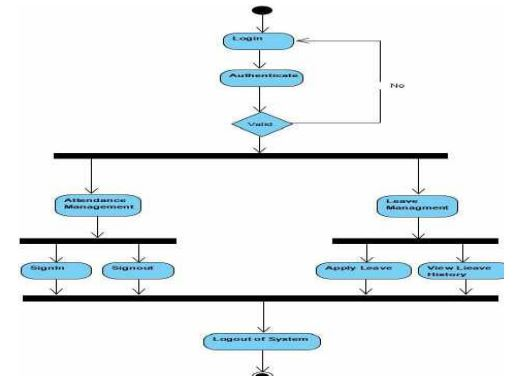 Login
Authenticate
No
Valid
Attendance
Management
Leave
Managment
SignIn
Signout
Apply Leave
View Lieave
History
Logout of System